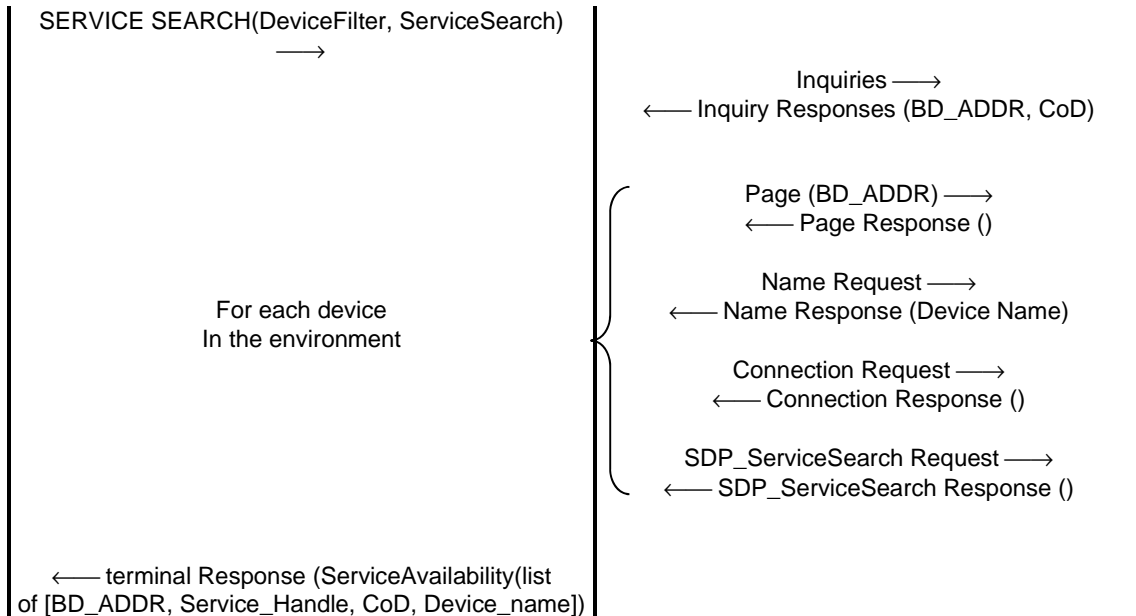 SERVICE SEARCH(DeviceFilter, ServiceSearch)
⟶
Inquiries ⟶
⟵ Inquiry Responses (BD_ADDR, CoD)
Page (BD_ADDR) ⟶
⟵ Page Response ()
Name Request ⟶
⟵ Name Response (Device Name)
For each device
In the environment
Connection Request ⟶
⟵ Connection Response ()
SDP_ServiceSearch Request ⟶
⟵ SDP_ServiceSearch Response ()
⟵ terminal Response (ServiceAvailability(list
of [BD_ADDR, Service_Handle, CoD, Device_name])